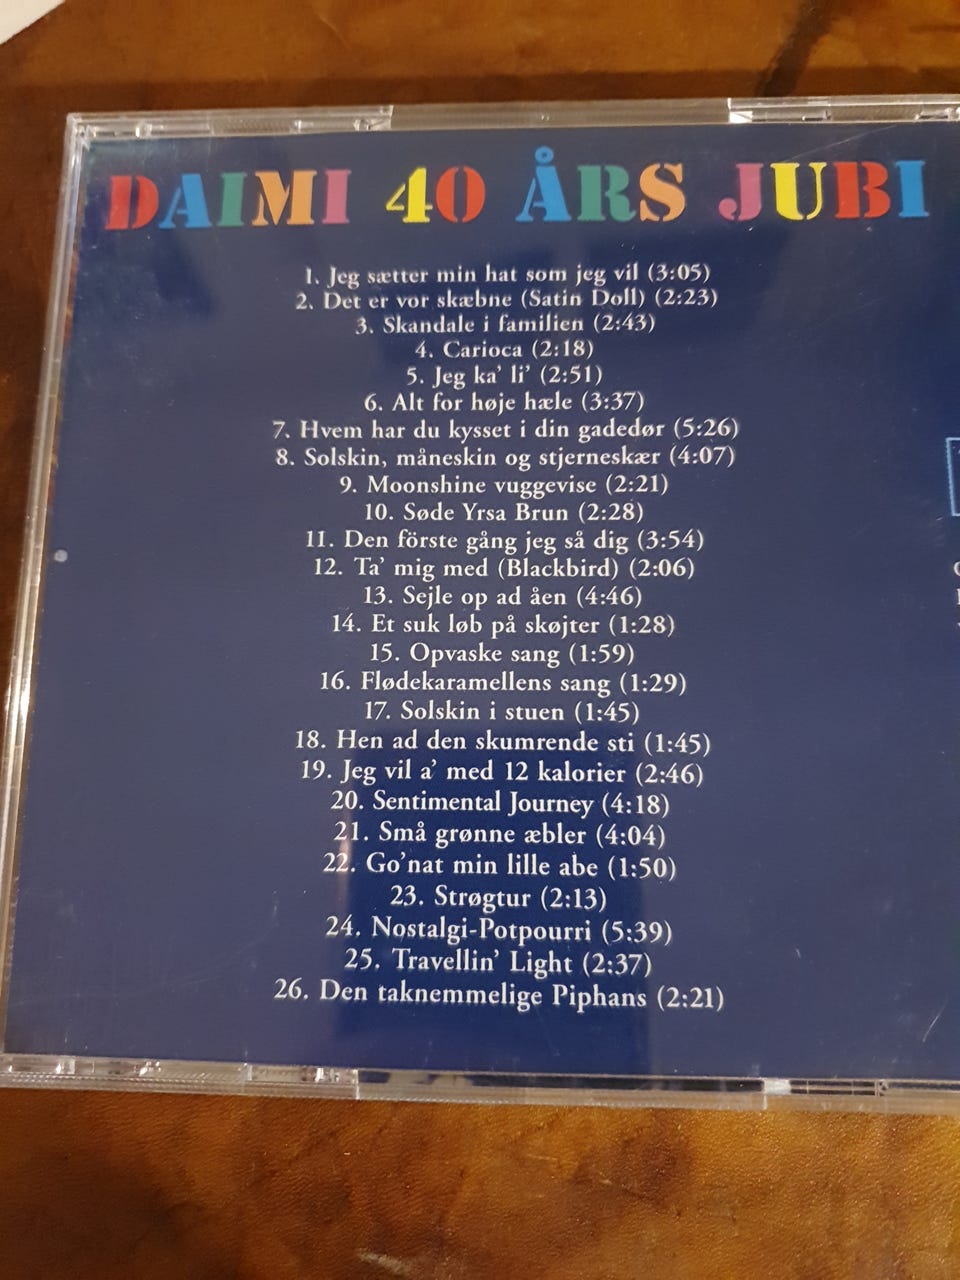 DAIMI 40 ÅRS JUBI
1. Jeg sætter min hat som jeg vil (3:05)
2. Det er vor skæbne (Satin Doll) (2:23)
3. Skandale i familien (2:43)
4. Carioca (2:18)
5. Jeg ka' li' (2:51)
6. Alt for høje hæle (3:37)
7. Hvem har du kysset i din gadedør (5:26)
8. Solskin, måneskin og stjerneskær (4:07)
9. Moonshine vuggevise (2:21)
10. Søde Yrsa Brun (2:28)
11. Den förste gång jeg så dig (3:54)
12. Ta' mig med (Blackbird) (2:06)
13. Sejle op ad åen (4:46)
14. Et suk løb på skøjter (1:28)
15. Opvaske sang (1:59)
16. Flødekaramellens sang (1:29)
17. Solskin i stuen (1:45)
18. Hen ad den skumrende sti (1:45)
19. Jeg vil a' med 12 kalorier (2:46)
20. Sentimental Journey (4:18)
21. Små grønne æbler (4:04)
22. Go'nat min lille abe (1:50)
23. Strøgtur (2:13)
24. Nostalgi-Potpourri (5:39)
25. Travellin' Light (2:37)
26. Den taknemmelige Piphans (2:21)